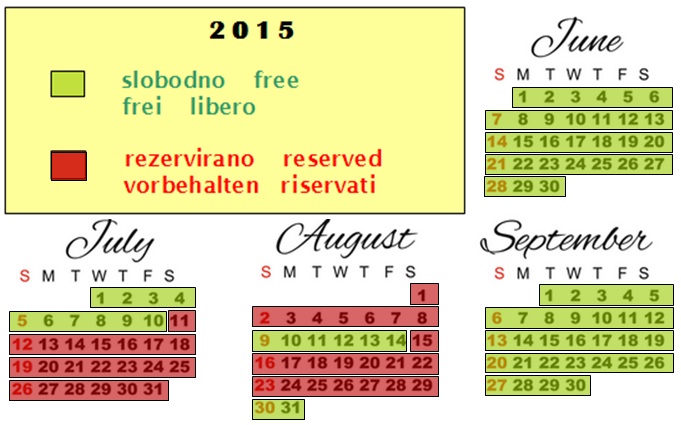 2015
slobodno free
frei libero
rezervirano reserved
vorbehalten riservati
June
S M T W T F S
1 2 3 4 5 6
7 8 9 10 11 12 13
14 15 16 17 18 19 20
21 22 23 24 25 26 27
28 29 30
July
S M T W T F S
1 2 3 4
5 6 7 8 9 10 11
12 13 14 15 16 17 18
19 20 21 22 23 24 25
26 27 28 29 30 31
August
S M T W T F S
1
2 3 4 5 6 7 8
9 10 11 12 13 14 15
16 17 18 19 20 21 22
23 24 25 26 27 28 29
30 31
September
S M T W T F S
1 2 3 4 5
6 7 8 9 10 11 12
13 14 15 16 17 18 19
20 21 22 23 24 25 26
27 28 29 30